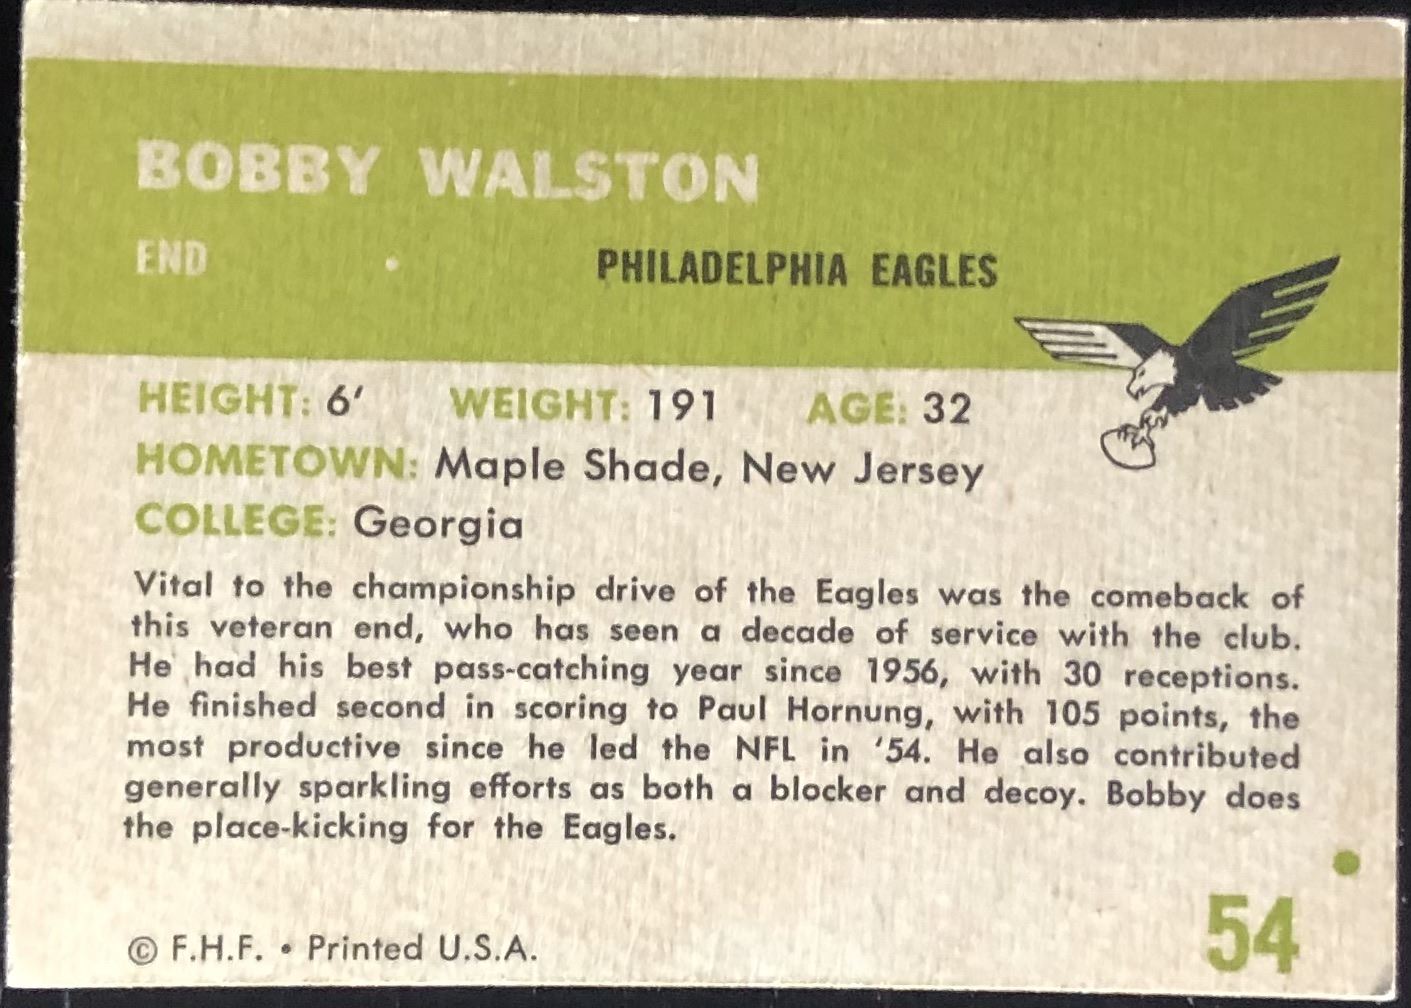 BOBBY WALSTON
END PHILADELPHIA EAGLES
HEIGHT: 6' WEIGHT: 191 AGE: 32
HOMETOWN: Maple Shade, New Jersey
COLLEGE: Georgia
Vital to the championship drive of the Eagles was the comeback of
this veteran end, who has seen a decade of service with the club.
He had his best pass-catching year since 1956, with 30 receptions.
He finished second in scoring to Paul Hornung, with 105 points, the
most productive since he led the NFL in '54. He also contributed
generally sparkling efforts as both a blocker and decoy. Bobby does
the place-kicking for the Eagles.
© F.H.F. • Printed U.S.A.
54